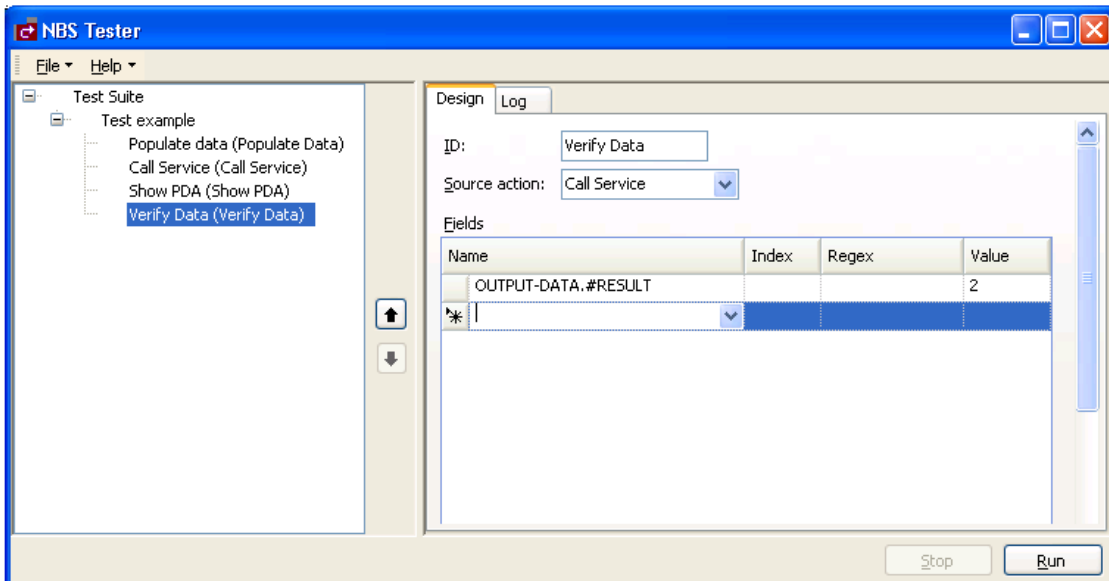 NBS Tester
File Help
Test Suite
Test example
Populate data (Populate Data)
Call Service (Call Service)
Show PDA (Show PDA)
Verify Data (Verify Data)
Design Log
ID: Verify Data
Source action: Call Service
Fields
Name Index Regex Value
OUTPUT-DATA.#RESULT 2
Stop Run